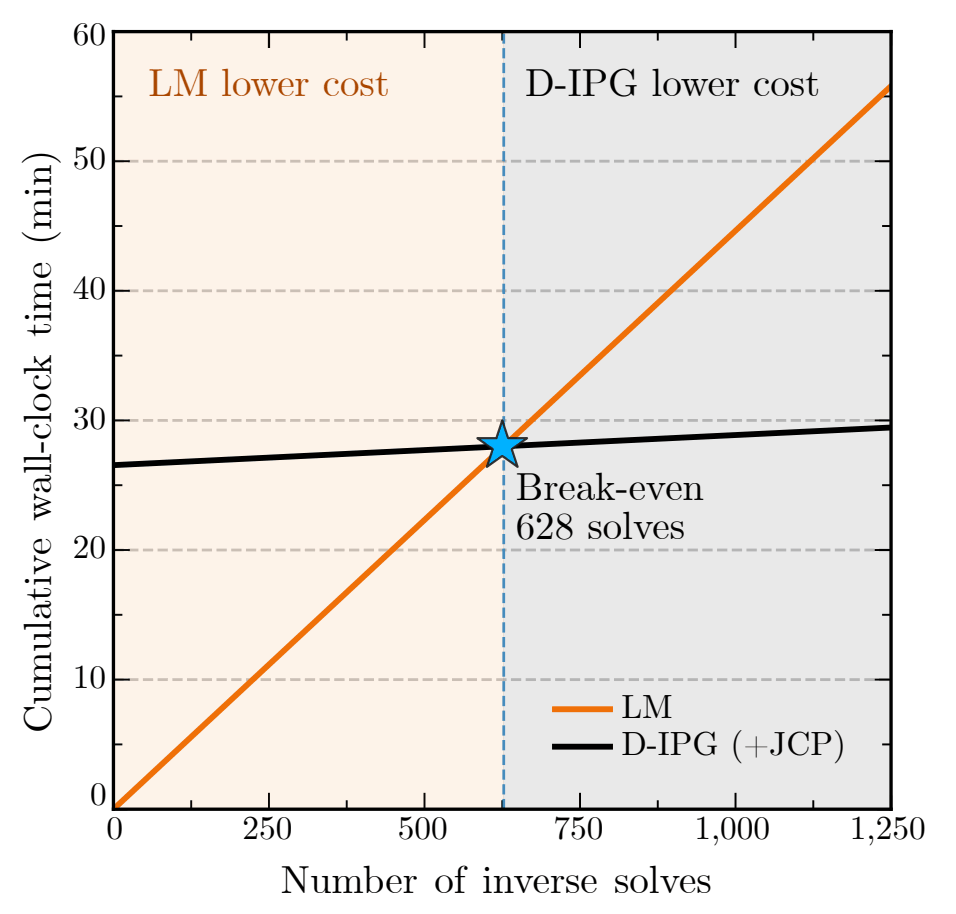 60
50
40
30
20
10
0
Cumulative wall-clock time (min)
LM lower cost
D-IPG lower cost
Break-even
628 solves
LM
D-IPG (+JCP)
0 250 500 750 1,000 1,250
Number of inverse solves